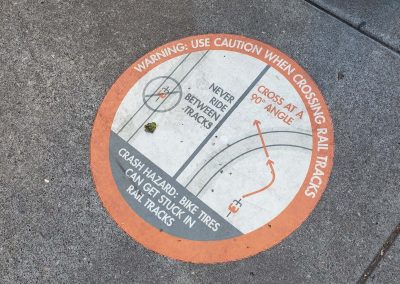 WARNING: USE CAUTION WHEN CROSSING RAIL TRACKS
NEVER
RIDE
BETWEEN
TRACKS
CROSS AT A
90° ANGLE
CRASH HAZARD: BIKE TIRES
CAN GET STUCK IN
RAIL TRACKS